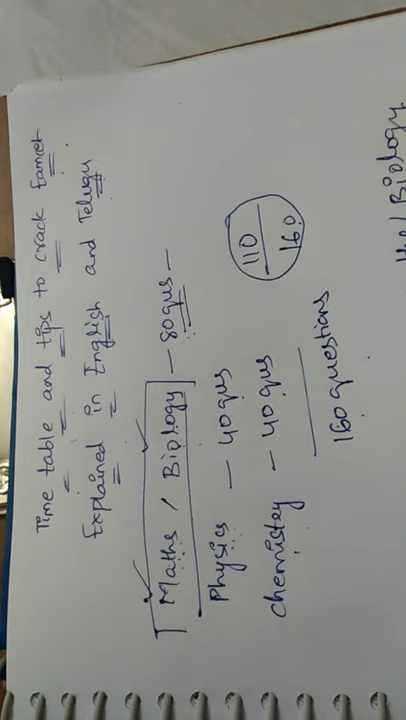 Time table and tips to crack Eamcet
Explained in English and Telugu
Maths / Biology - 80 qus -
Physics - 40 qus
chemistry - 40 qus
160 questions
110
160
/ Biology